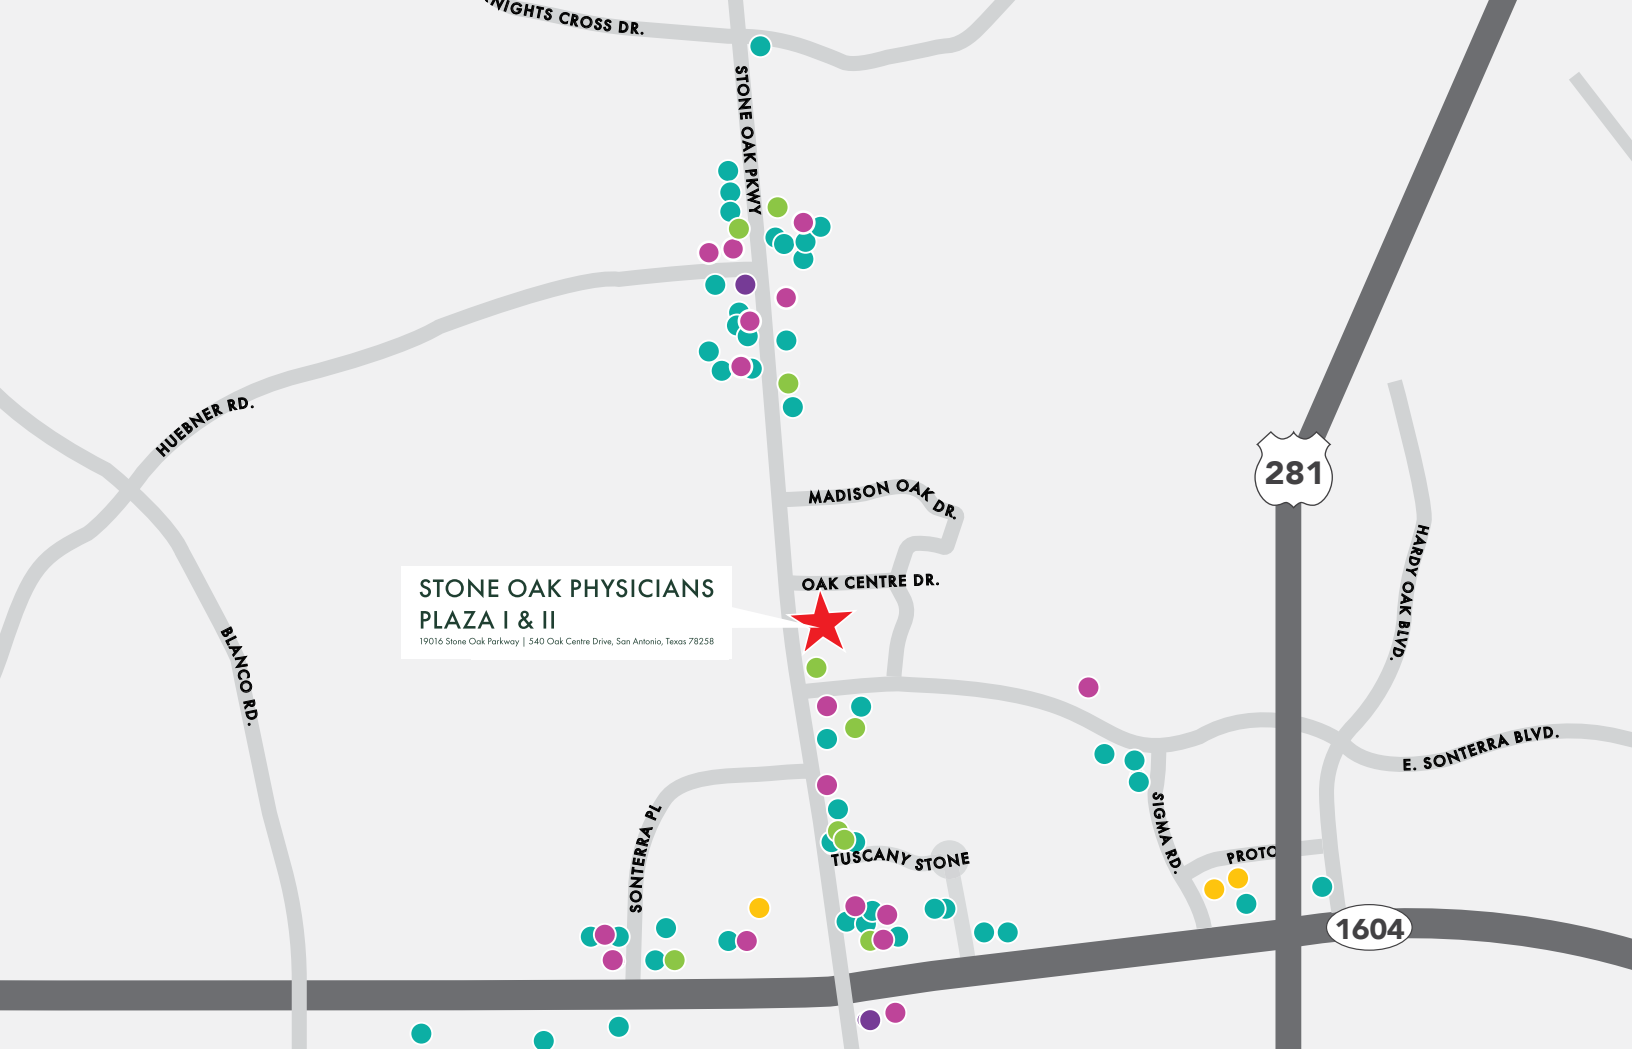 KNIGHTS CROSS DR.
STONE OAK PKWY
HUEBNER RD.
281
MADISON OAK DR.
HARDY OAK BLVD.
OAK CENTRE DR.
STONE OAK PHYSICIANS
PLAZA I & II
19016 Stone Oak Parkway | 540 Oak Centre Drive, San Antonio, Texas 78258
BLANCO RD.
E. SONTERRA BLVD.
SONTERRA PL
SIGMA RD.
TUSCANY STONE
PROTO
1604